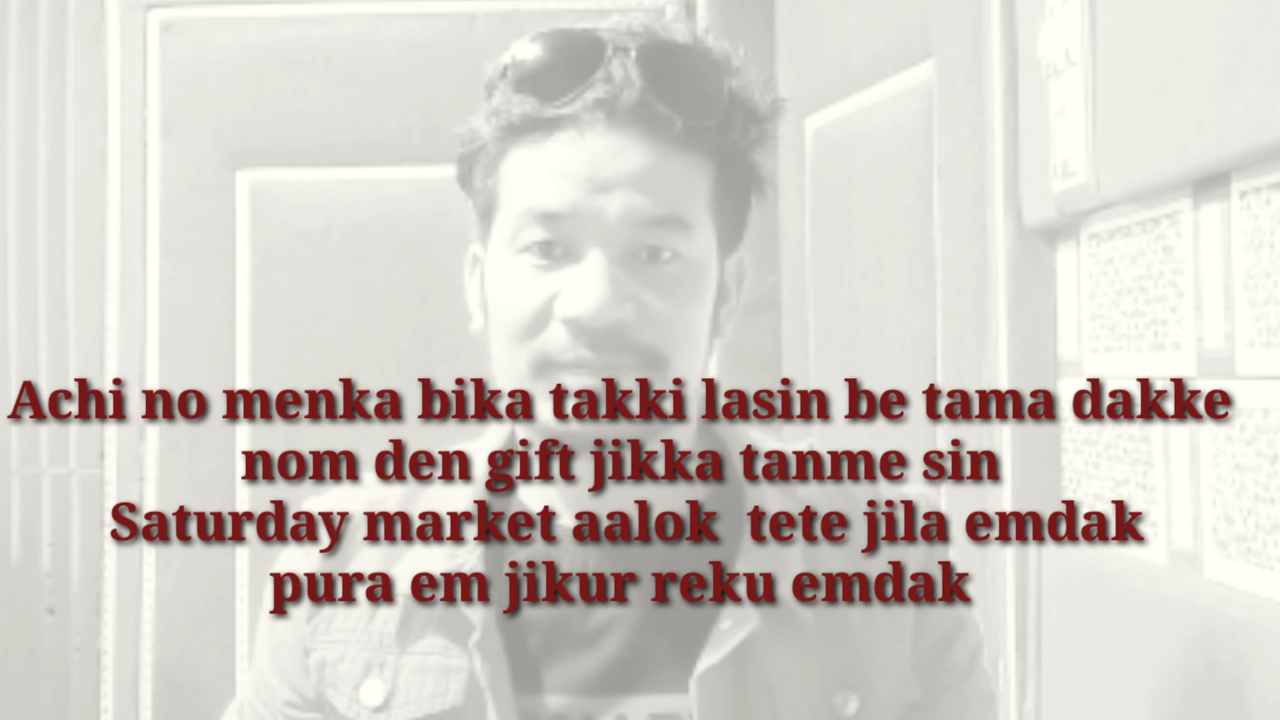 Achi no menka bika takki lasin be tama dakke
nom den gift jikka tanme sin
Saturday market aalok tete jila emdak
pura em jikur reku emdak